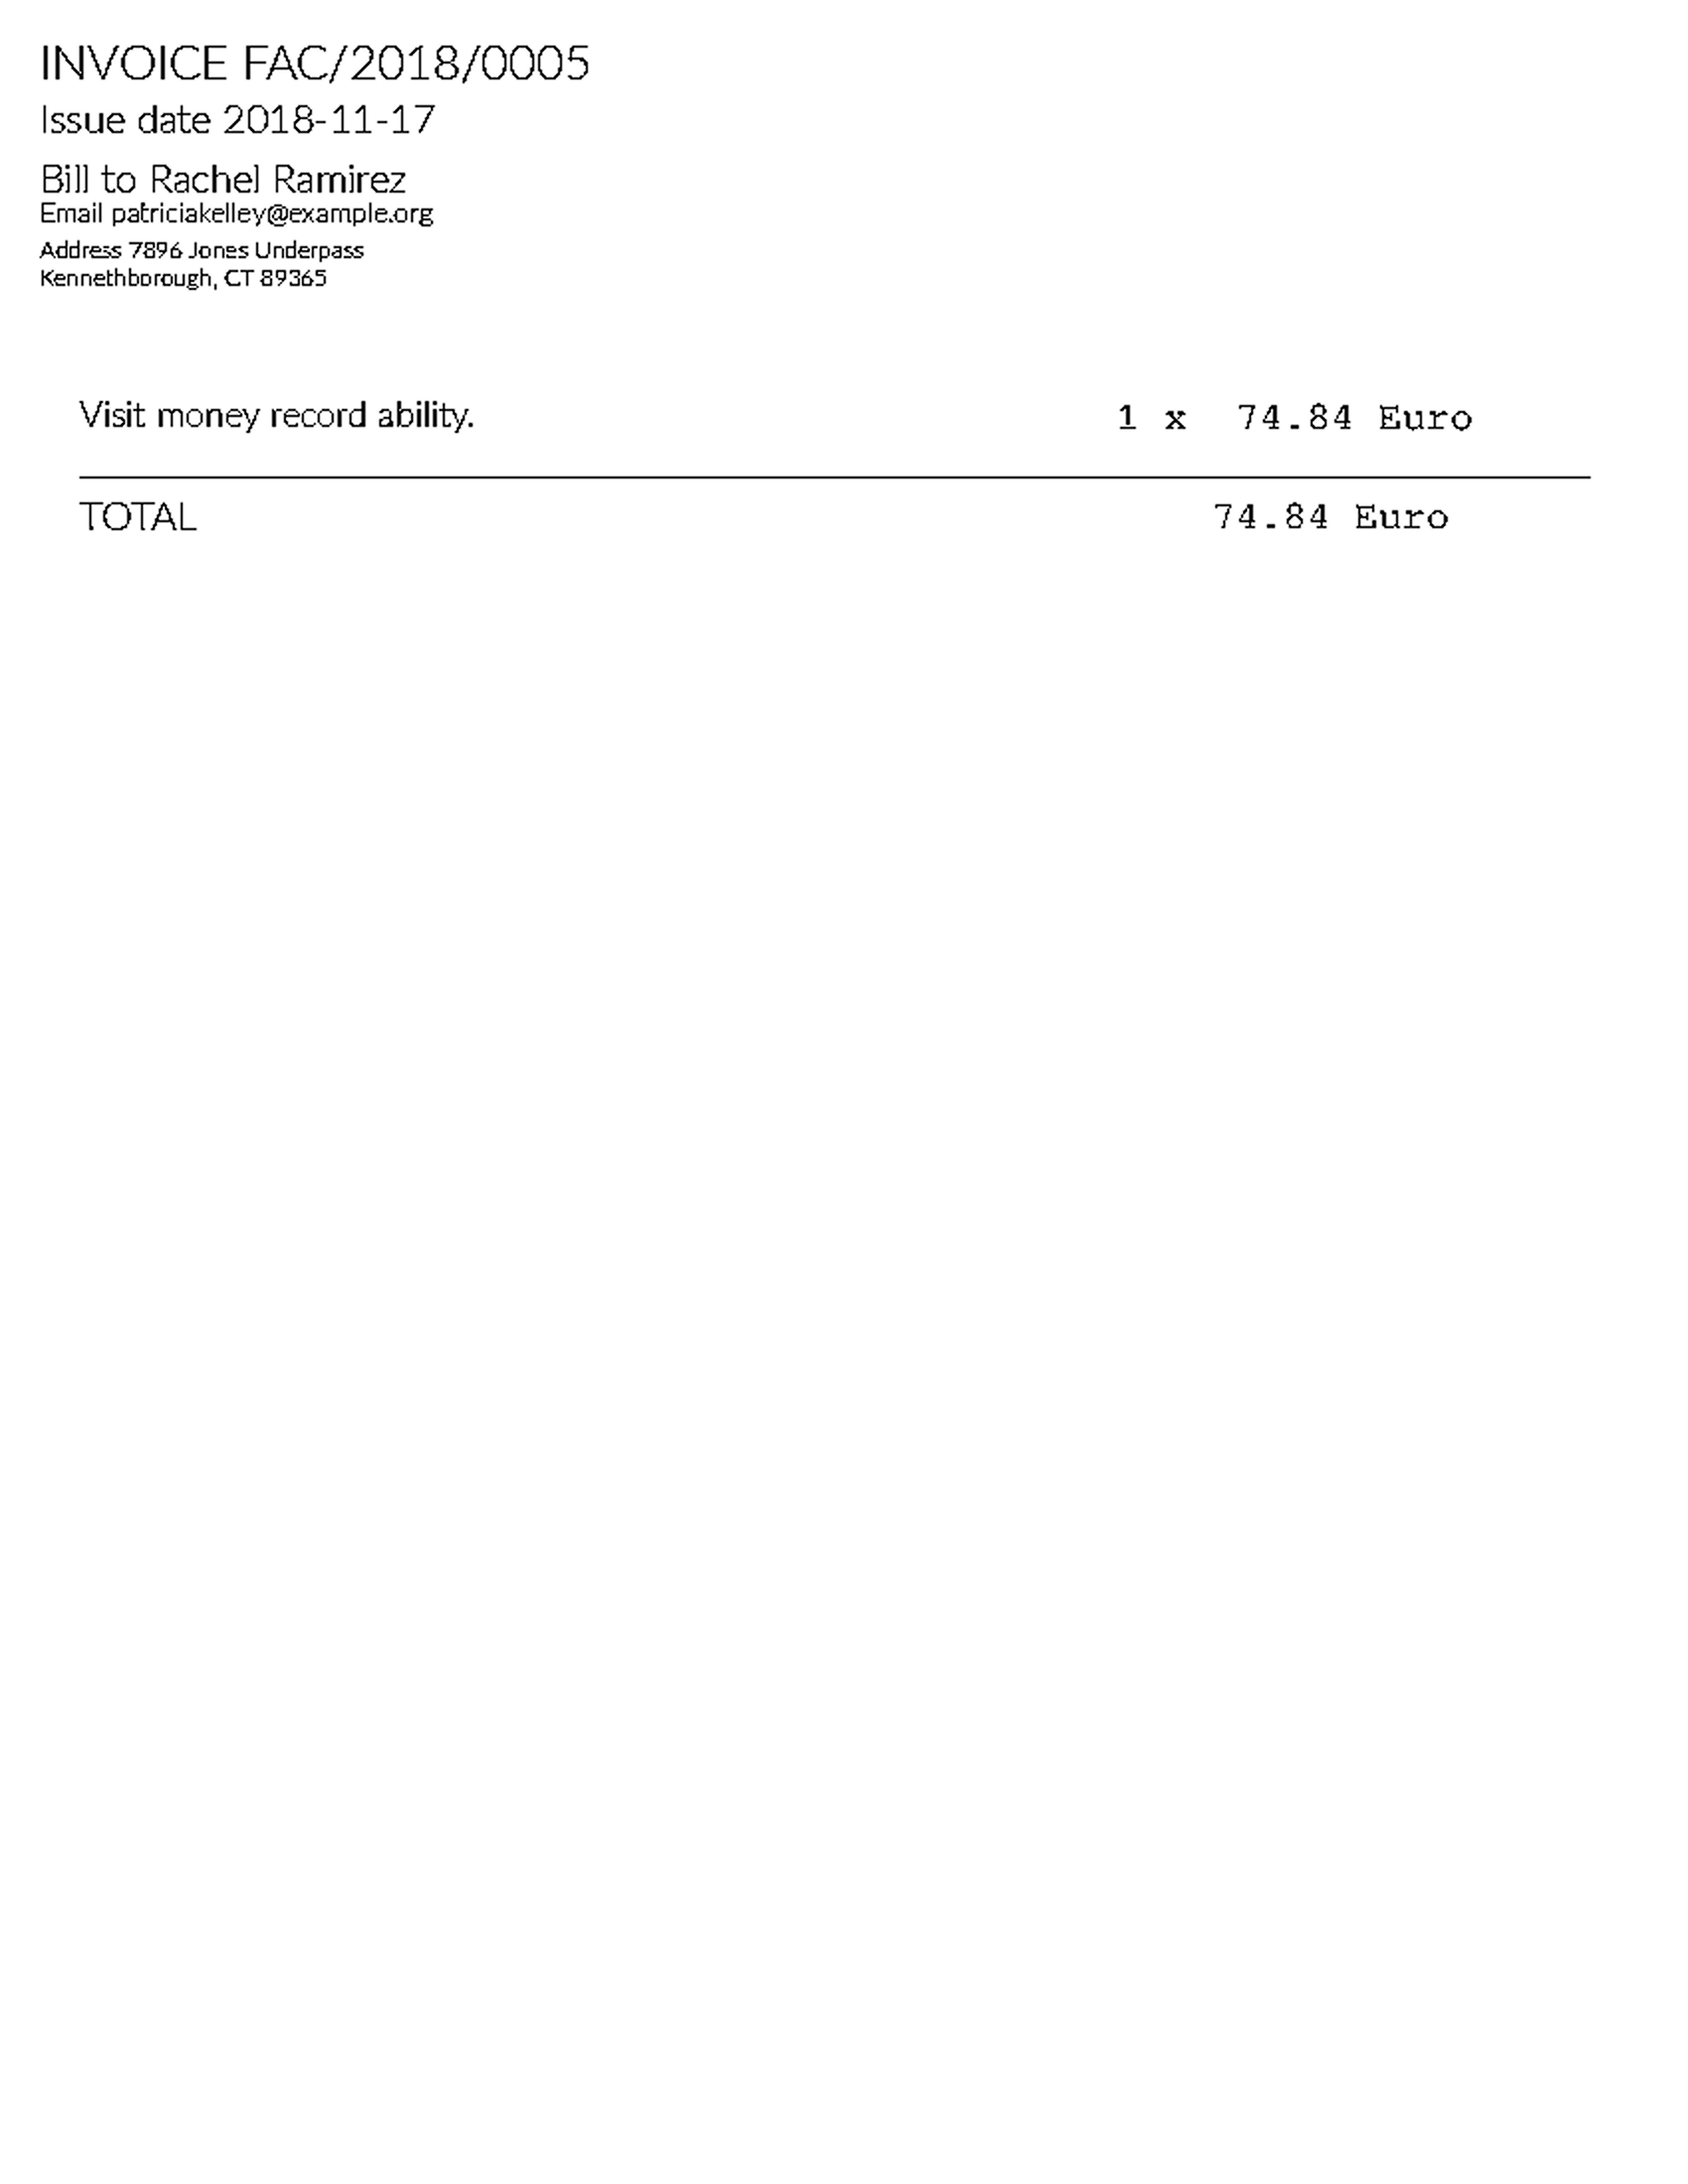 INVOICE FAC/2018/0005
Issue date 2018-11-17
Bill to Rachel Ramirez
Email patriciakelley@example.org
Address 7896 Jones Underpass
Kennethborough, CT 89365
Visit money record ability. 1 x 74.84 Euro
TOTAL 74.84 Euro